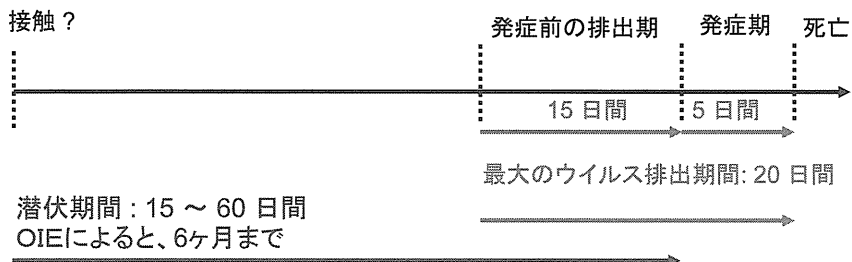 接触？
発症前の排出期
発症期
死亡
15 日間
5 日間
最大のウイルス排出期間: 20 日間
潜伏期間 : 15 ～ 60 日間
OIEによると、6ヶ月まで